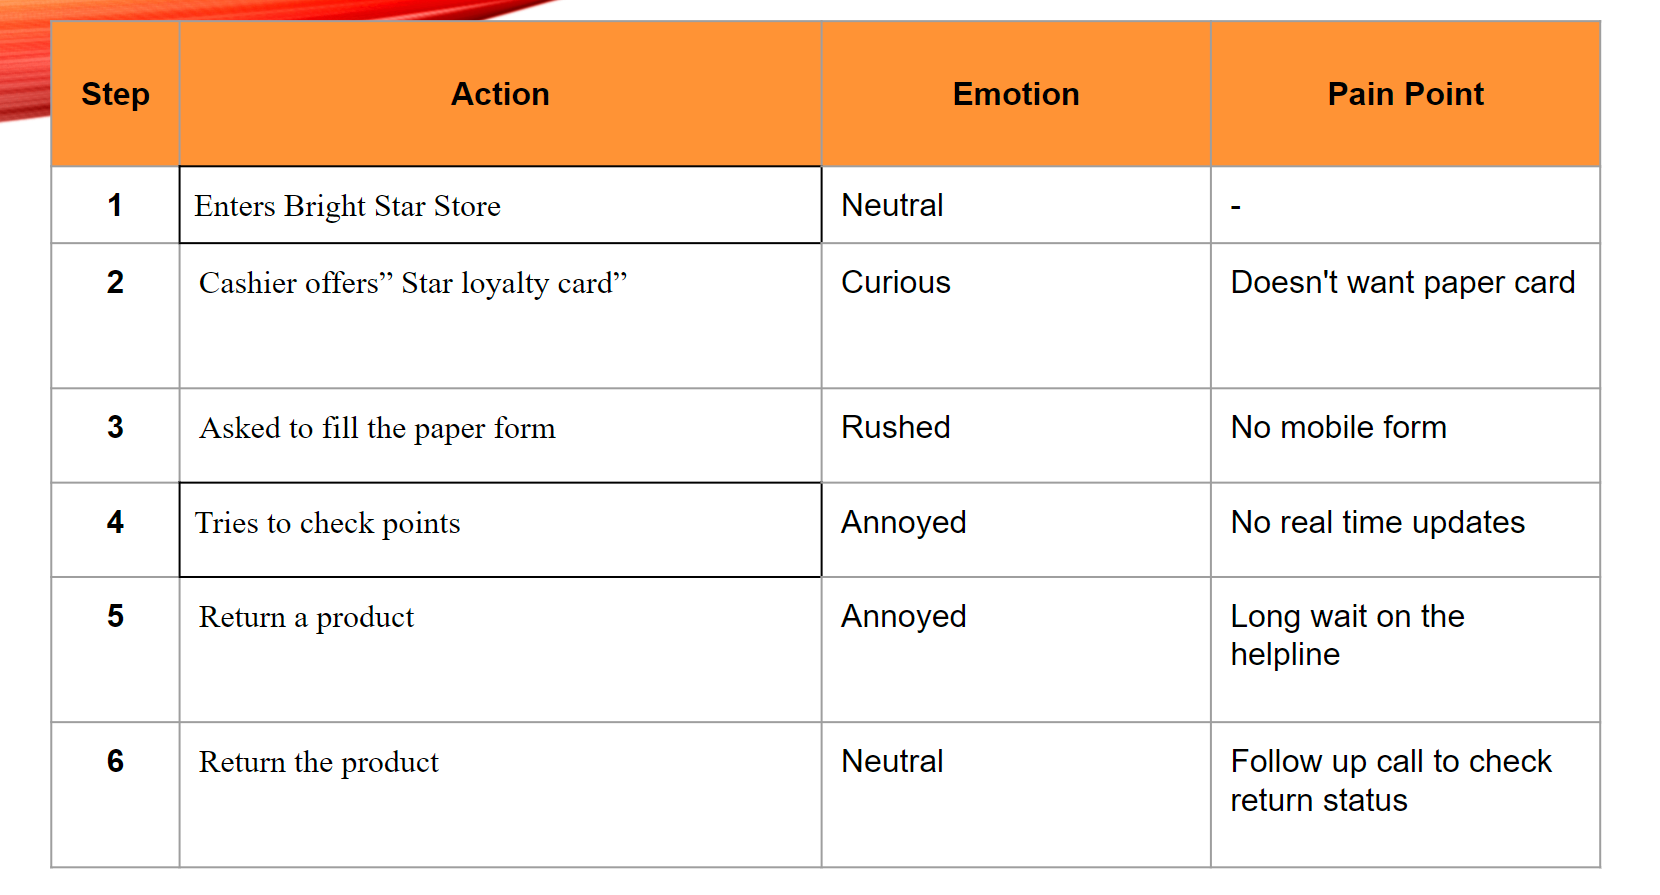 Step Action Emotion Pain Point
1 Enters Bright Star Store Neutral -
2 Cashier offers” Star loyalty card” Curious Doesn't want paper card
3 Asked to fill the paper form Rushed No mobile form
4 Tries to check points Annoyed No real time updates
5 Return a product Annoyed Long wait on the
helpline
6 Return the product Neutral Follow up call to check
return status